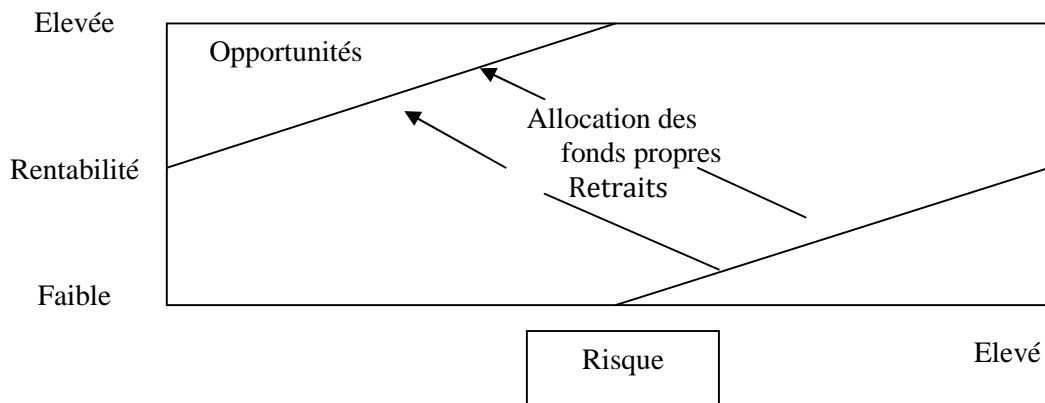 Elevée
Opportunités
Allocation des
fonds propres
Rentabilité
Retraits
Faible
Risque
Elevé